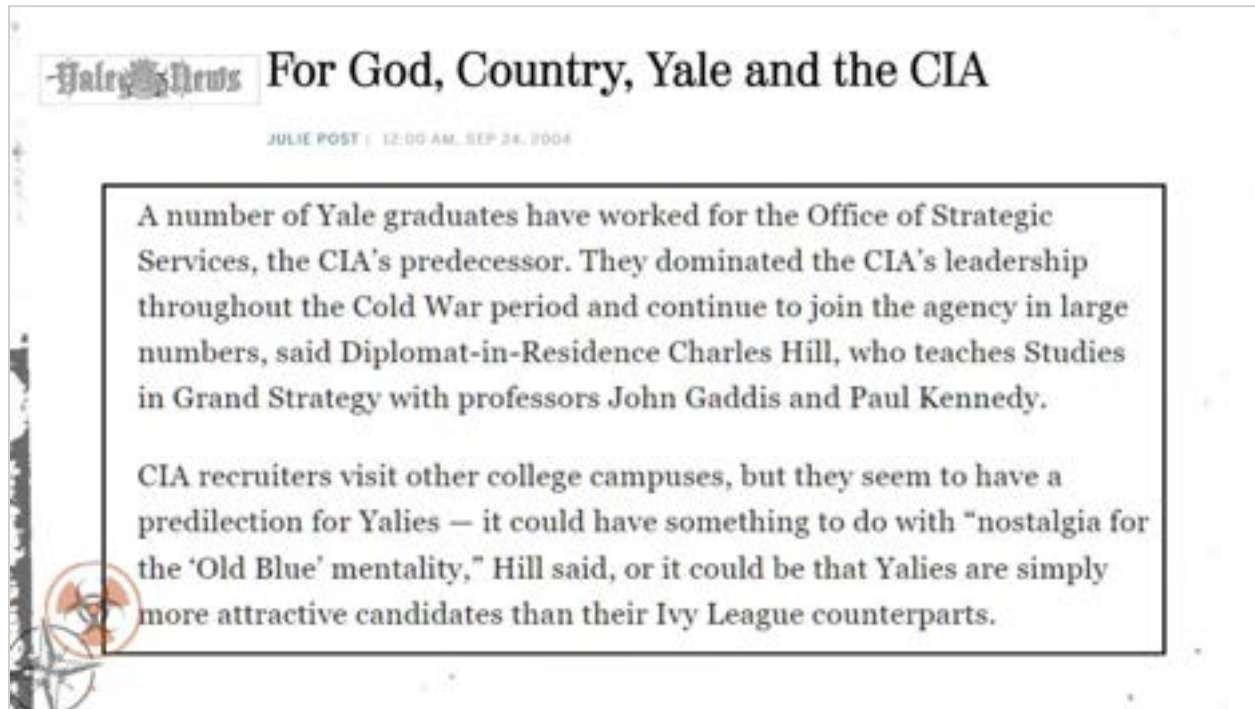 Yale News
For God, Country, Yale and the CIA
JULIE POST | 12:00 AM, SEP 24, 2004
A number of Yale graduates have worked for the Office of Strategic
Services, the CIA’s predecessor. They dominated the CIA’s leadership
throughout the Cold War period and continue to join the agency in large
numbers, said Diplomat-in-Residence Charles Hill, who teaches Studies
in Grand Strategy with professors John Gaddis and Paul Kennedy.
CIA recruiters visit other college campuses, but they seem to have a
predilection for Yalies — it could have something to do with “nostalgia for
the ‘Old Blue’ mentality,” Hill said, or it could be that Yalies are simply
more attractive candidates than their Ivy League counterparts.